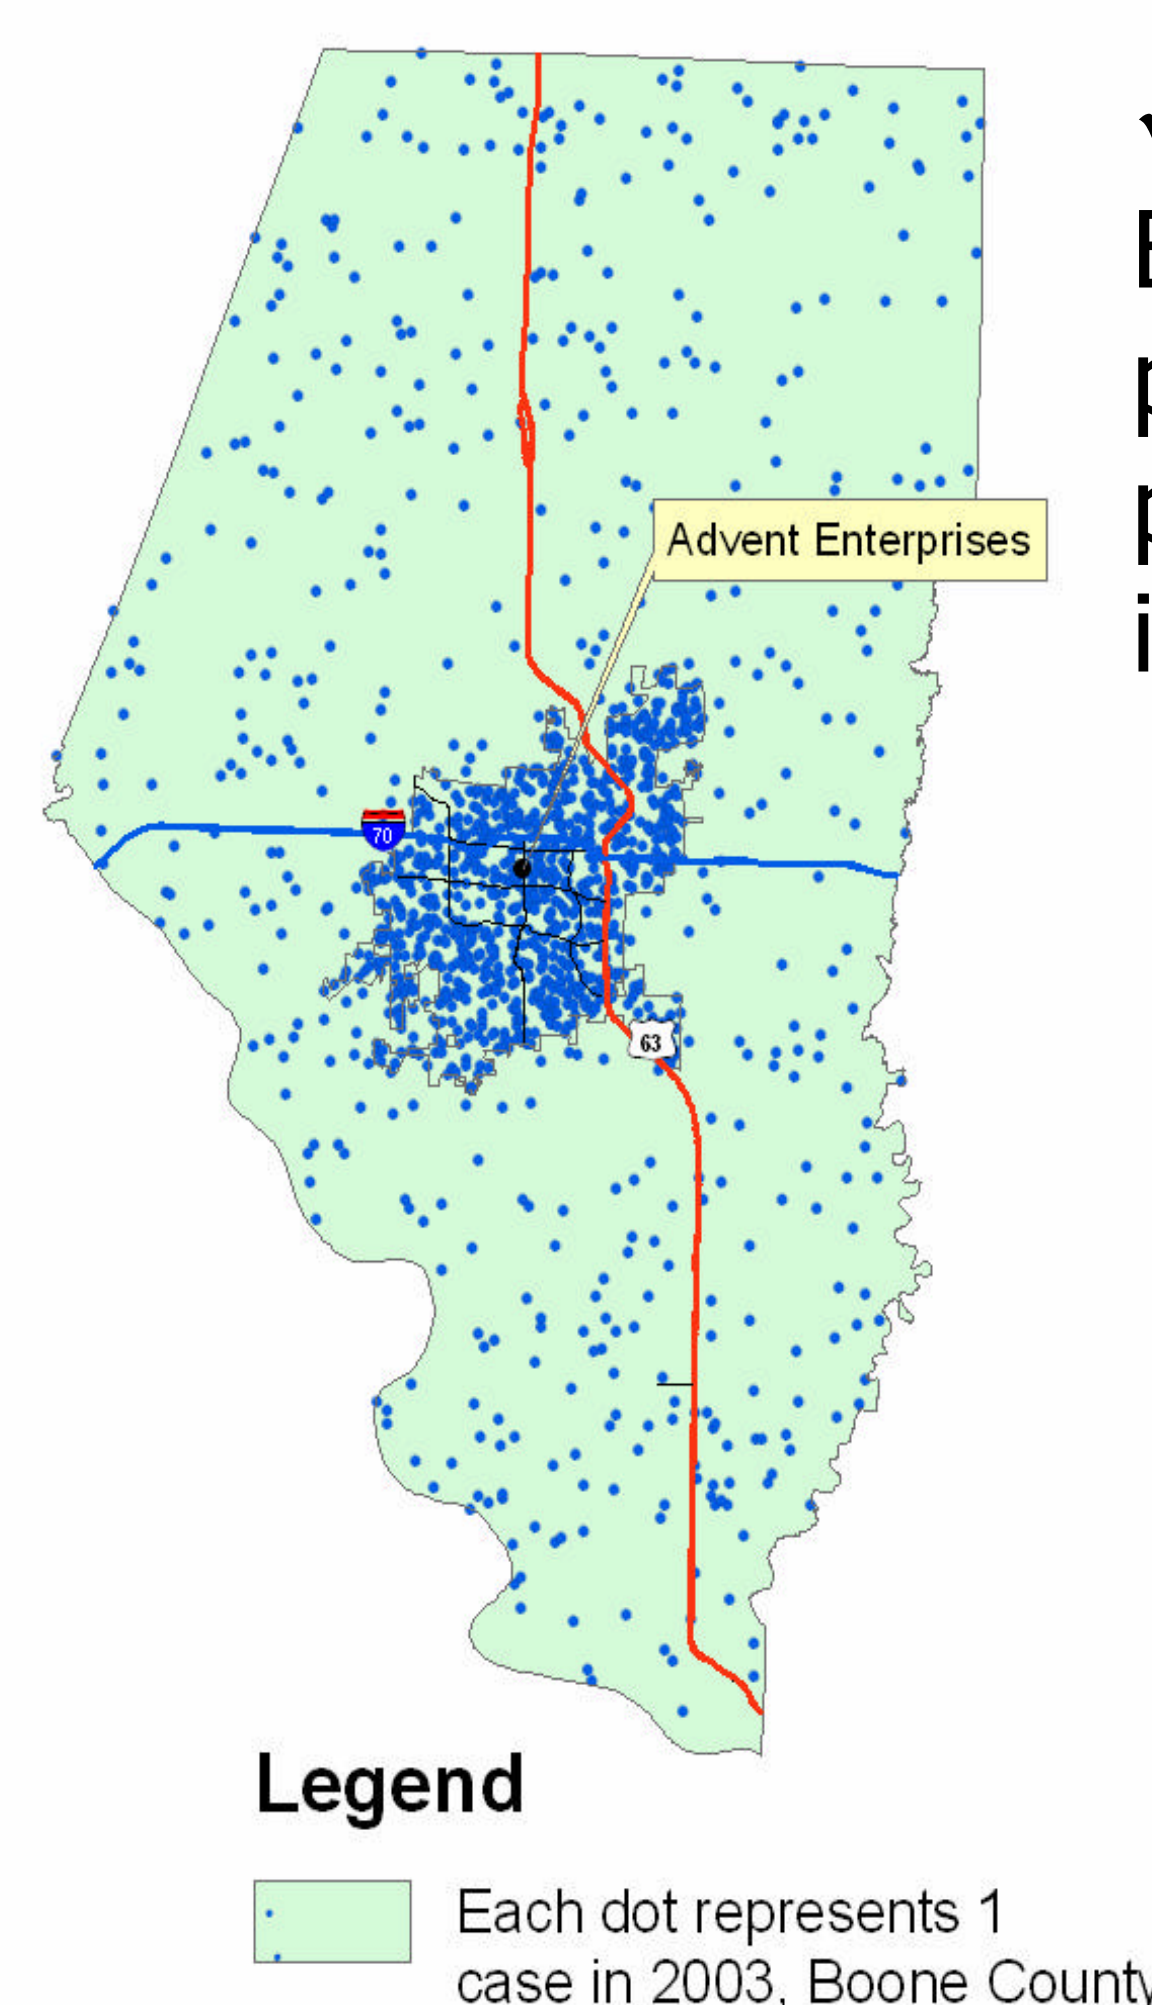 Advent Enterprises
70
63
Legend
Each dot represents 1
case in 2003, Boone County